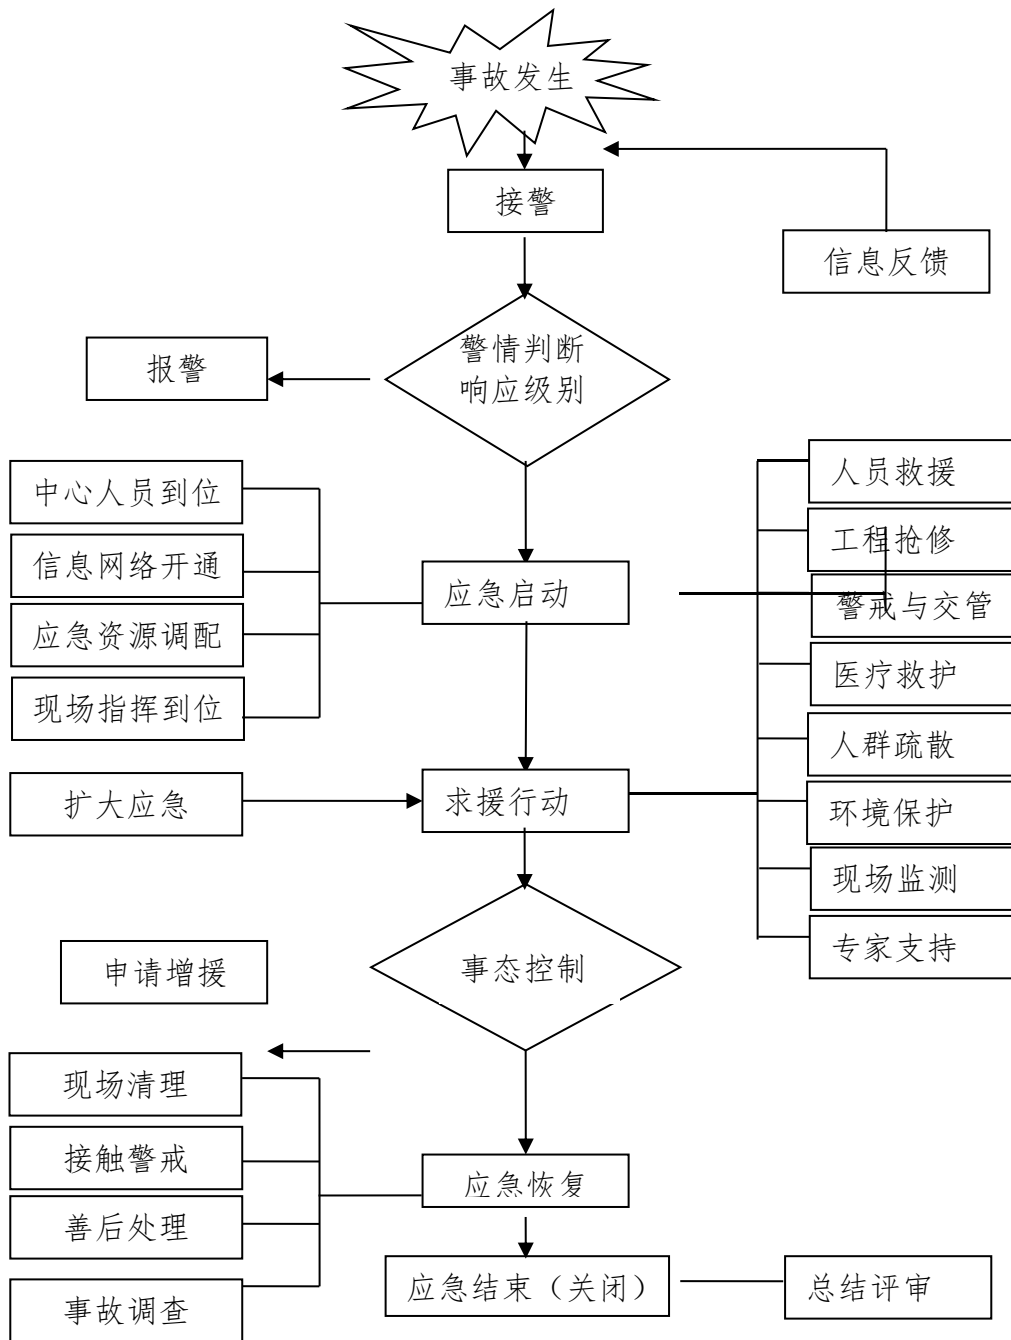 事故发生
接警
信息反馈
警情判断
响应级别
报警
中心人员到位
信息网络开通
应急资源调配
现场指挥到位
应急启动
人员救援
工程抢修
警戒与交管
医疗救护
人群疏散
环境保护
现场监测
专家支持
扩大应急
求援行动
申请增援
事态控制
现场清理
接触警戒
善后处理
事故调查
应急恢复
应急结束（关闭）
总结评审